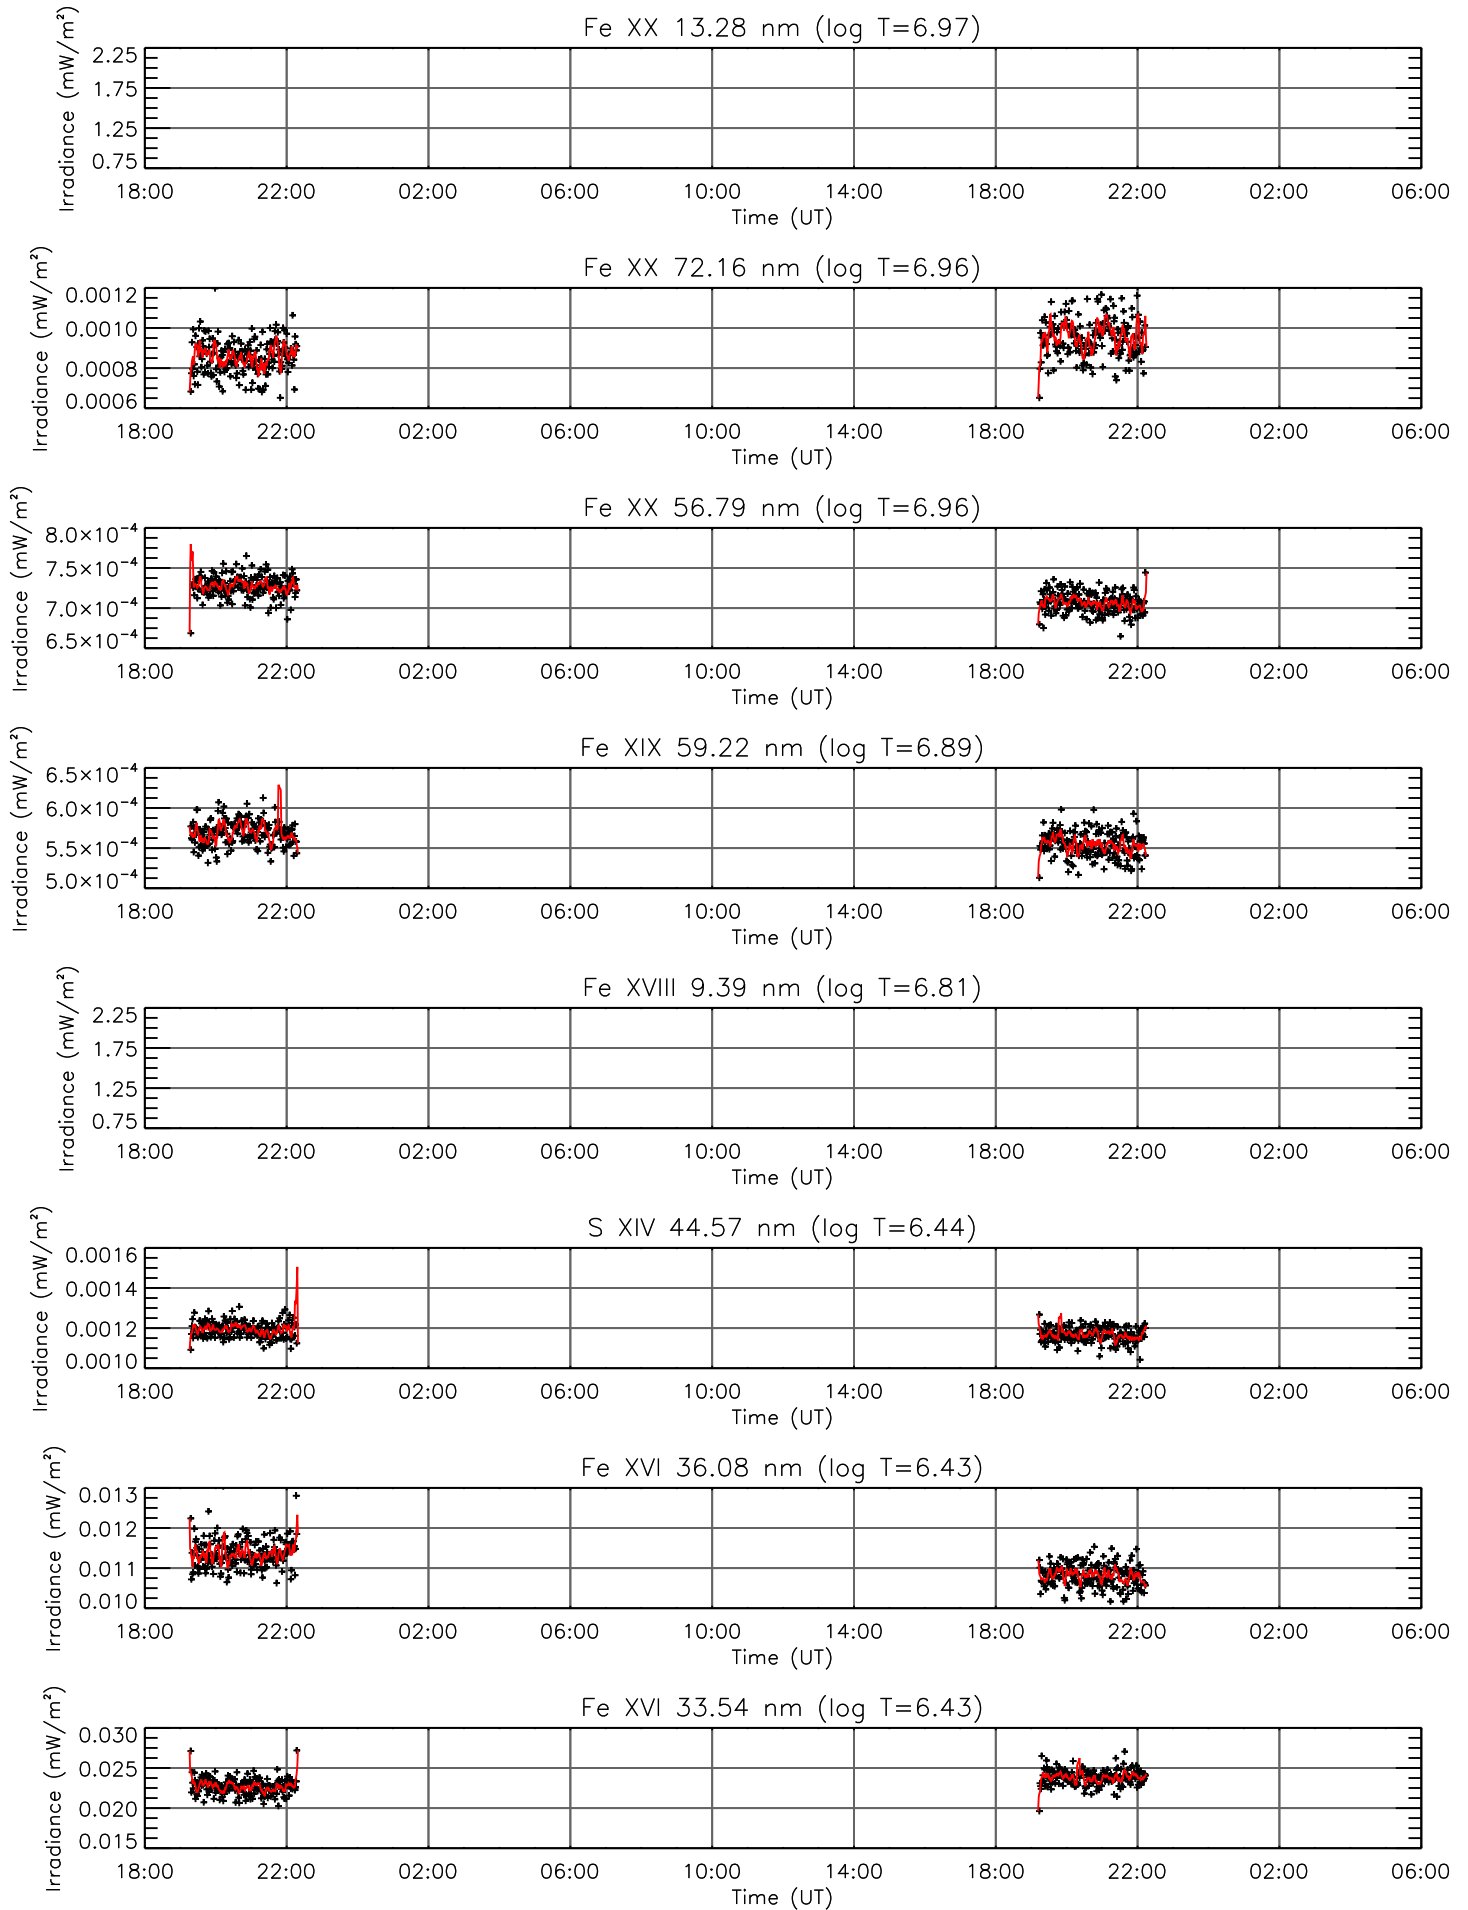 Fe XX 13.28 nm (log T=6.97)
Irradiance (mW/m²)
2.25
1.75
1.25
0.75
18:00 22:00 02:00 06:00 10:00 14:00 18:00 22:00 02:00 06:00
Time (UT)
Fe XX 72.16 nm (log T=6.96)
Irradiance (mW/m²)
0.0012
0.0010
0.0008
0.0006
18:00 22:00 02:00 06:00 10:00 14:00 18:00 22:00 02:00 06:00
Time (UT)
Fe XX 56.79 nm (log T=6.96)
Irradiance (mW/m²)
8.0×10⁻⁴
7.5×10⁻⁴
7.0×10⁻⁴
6.5×10⁻⁴
18:00 22:00 02:00 06:00 10:00 14:00 18:00 22:00 02:00 06:00
Time (UT)
Fe XIX 59.22 nm (log T=6.89)
Irradiance (mW/m²)
6.5×10⁻⁴
6.0×10⁻⁴
5.5×10⁻⁴
5.0×10⁻⁴
18:00 22:00 02:00 06:00 10:00 14:00 18:00 22:00 02:00 06:00
Time (UT)
Fe XVIII 9.39 nm (log T=6.81)
Irradiance (mW/m²)
2.25
1.75
1.25
0.75
18:00 22:00 02:00 06:00 10:00 14:00 18:00 22:00 02:00 06:00
Time (UT)
S XIV 44.57 nm (log T=6.44)
Irradiance (mW/m²)
0.0016
0.0014
0.0012
0.0010
18:00 22:00 02:00 06:00 10:00 14:00 18:00 22:00 02:00 06:00
Time (UT)
Fe XVI 36.08 nm (log T=6.43)
Irradiance (mW/m²)
0.013
0.012
0.011
0.010
18:00 22:00 02:00 06:00 10:00 14:00 18:00 22:00 02:00 06:00
Time (UT)
Fe XVI 33.54 nm (log T=6.43)
Irradiance (mW/m²)
0.030
0.025
0.020
0.015
18:00 22:00 02:00 06:00 10:00 14:00 18:00 22:00 02:00 06:00
Time (UT)